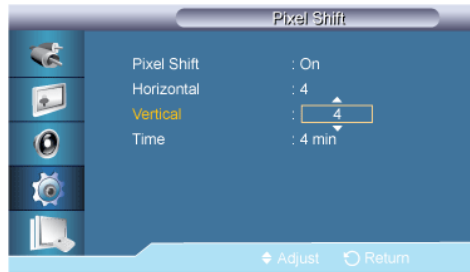 Pixel Shift
Pixel Shift : On
Horizontal : 4
Vertical : 4
Time : 4 min
Adjust Return